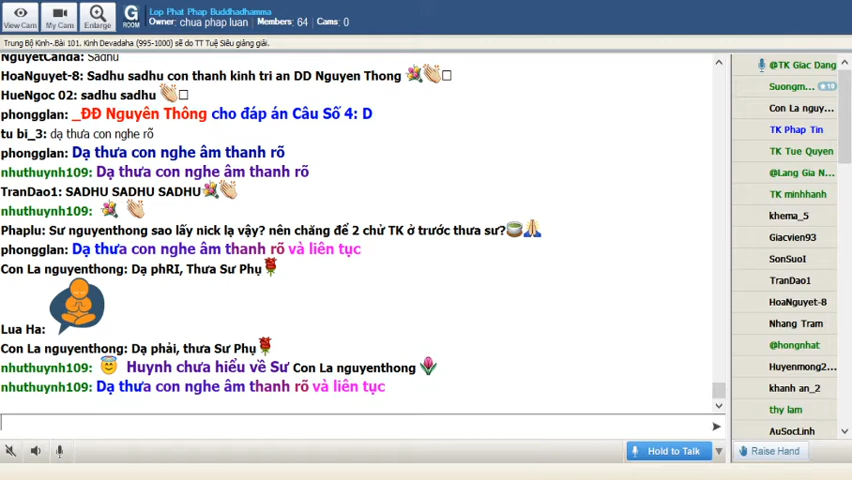 View Cam
My Cam
Enlarge
G
ROOM
Lop Phat Phap Buddhadhamma
Owner: chua phap luan Members: 64 Cams: 0
Trung Bộ Kinh-.Bài 101. Kinh Devadaha (995-1000) sẽ do TT Tuệ Siêu giảng giải.
NguyetCanda: Sadhu
HoaNguyet-8: Sadhu sadhu con thanh kinh tri an DD Nguyen Thong
HueNgoc 02: sadhu sadhu
phongglan: _ĐĐ Nguyên Thông cho đáp án Câu Số 4: D
tu bi_3: dạ thưa con nghe rõ
phongglan: Dạ thưa con nghe âm thanh rõ
nhuthuynh109: Dạ thưa con nghe âm thanh rõ
TranDao1: SADHU SADHU SADHU
nhuthuynh109:
Phaplu: Sư nguyenthong sao lấy nick lạ vậy? nên chăng để 2 chử TK ở trước thưa sư?
phongglan: Dạ thưa con nghe âm thanh rõ và liên tục
Con La nguyenthong: Dạ phRI, Thưa Sư Phụ
Lua Ha:
Con La nguyenthong: Dạ phải, thưa Sư Phụ
nhuthuynh109: Huynh chưa hiểu về Sư Con La nguyenthong
nhuthuynh109: Dạ thưa con nghe âm thanh rõ và liên tục
Hold to Talk
Raise Hand
@TK Giac Dang
Suongm... 10
Con La nguy...
TK Phap Tin
TK Tue Quyen
@Lang Gia N...
TK minhhanh
khema_5
Giacvien93
SonSuoI
TranDao1
HoaNguyet-8
Nhang Tram
@hongnhat
Huyenmong2...
khanh an_2
thy lam
AuSocLinh